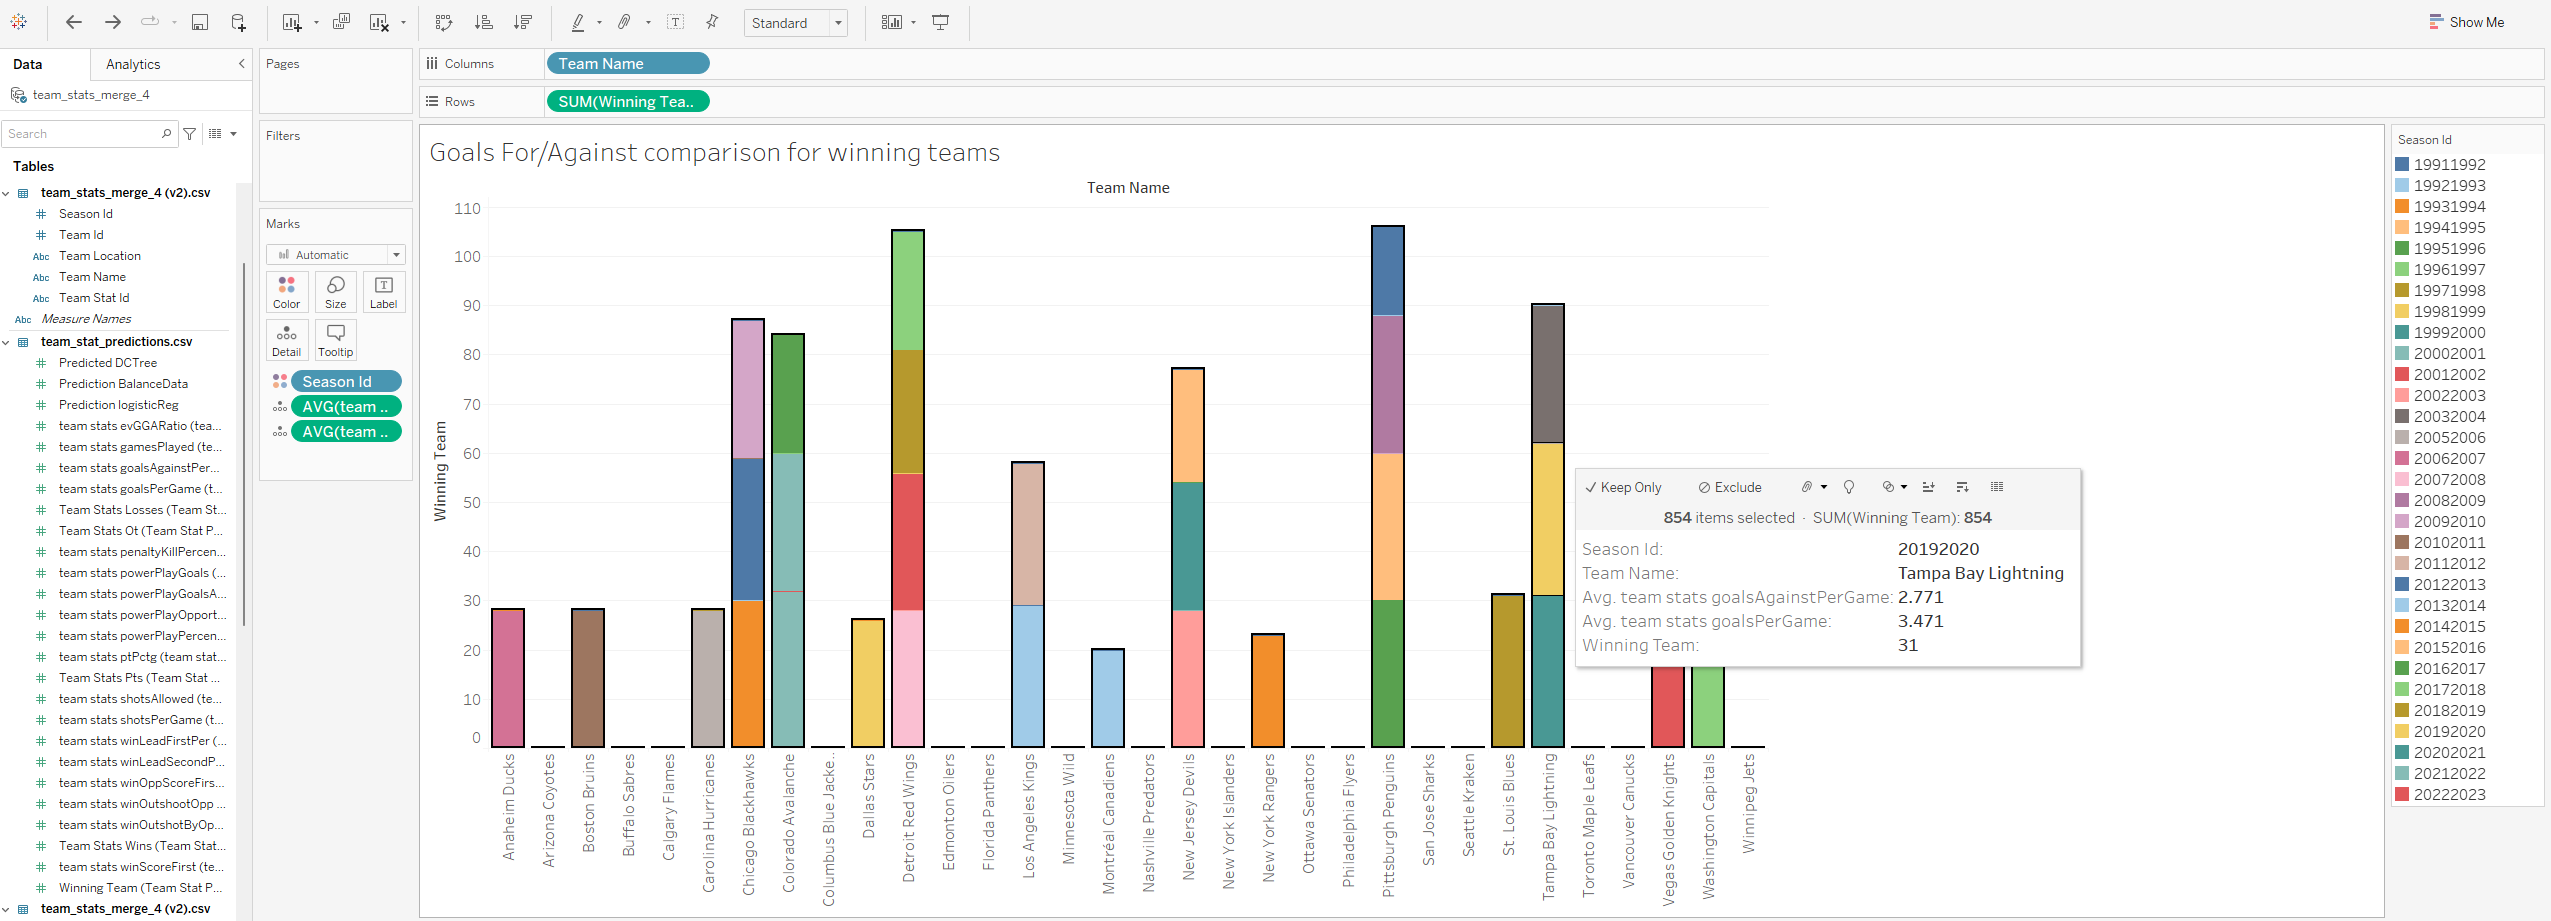 Standard
Show Me
Data
Analytics
team_stats_merge_4
Search
Tables
team_stats_merge_4 (v2).csv
Season Id
Team Id
Abc Team Location
Abc Team Name
Abc Team Stat Id
Abc Measure Names
team_stat_predictions.csv
Predicted DCTree
Prediction BalanceData
Prediction logisticReg
team stats evGGARatio (tea...
team stats gamesPlayed (te...
team stats goalsAgainstPer...
team stats goalsPerGame (t...
Team Stats Losses (Team St...
Team Stats Ot (Team Stat P...
team stats penaltyKillPercen...
team stats powerPlayGoals (...
team stats powerPlayGoalsA...
team stats powerPlayOpport...
team stats powerPlayPercen...
team stats ptPctg (team stat...
Team Stats Pts (Team Stat ...
team stats shotsAllowed (te...
team stats shotsPerGame (t...
team stats winLeadFirstPer (...
team stats winLeadSecondP...
team stats winOppScoreFirs...
team stats winOutshootOpp ...
team stats winOutshotByOp...
Team Stats Wins (Team Stat...
team stats winScoreFirst (te...
Winning Team (Team Stat P...
team_stats_merge_4 (v2).csv
Pages
Filters
Marks
Automatic
Color
Size
Label
Detail
Tooltip
Season Id
AVG(team ..
AVG(team ..
Columns
Team Name
Rows
SUM(Winning Tea..
Goals For/Against comparison for winning teams
Team Name
Winning Team
110
100
90
80
70
60
50
40
30
20
10
0
Anaheim Ducks
Arizona Coyotes
Boston Bruins
Buffalo Sabres
Calgary Flames
Carolina Hurricanes
Chicago Blackhawks
Colorado Avalanche
Columbus Blue Jacke..
Dallas Stars
Detroit Red Wings
Edmonton Oilers
Florida Panthers
Los Angeles Kings
Minnesota Wild
Montréal Canadiens
Nashville Predators
New Jersey Devils
New York Islanders
New York Rangers
Ottawa Senators
Philadelphia Flyers
Pittsburgh Penguins
San Jose Sharks
Seattle Kraken
St. Louis Blues
Tampa Bay Lightning
Toronto Maple Leafs
Vancouver Canucks
Vegas Golden Knights
Washington Capitals
Winnipeg Jets
Keep Only
Exclude
854 items selected · SUM(Winning Team): 854
Season Id: 20192020
Team Name: Tampa Bay Lightning
Avg. team stats goalsAgainstPerGame: 2.771
Avg. team stats goalsPerGame: 3.471
Winning Team: 31
Season Id
19911992
19921993
19931994
19941995
19951996
19961997
19971998
19981999
19992000
20002001
20012002
20022003
20032004
20052006
20062007
20072008
20082009
20092010
20102011
20112012
20122013
20132014
20142015
20152016
20162017
20172018
20182019
20192020
20202021
20212022
20222023